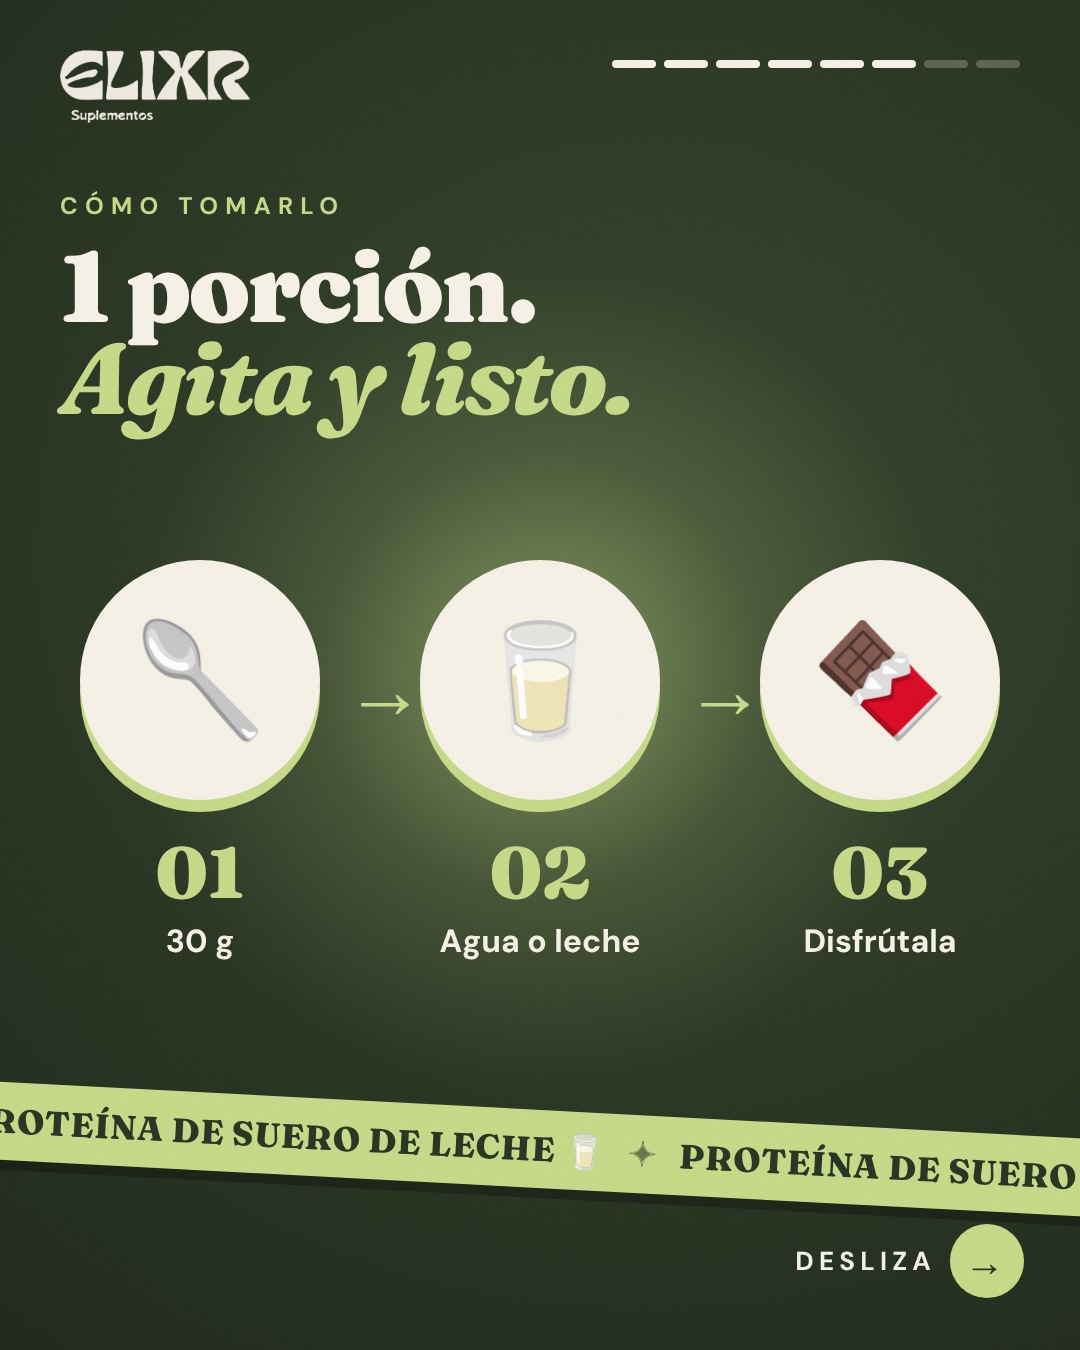 ELIXR
Suplementos
CÓMO TOMARLO
1 porción.
Agita y listo.
→ →
01 02 03
30 g Agua o leche Disfrútala
ROTEÍNA DE SUERO DE LECHE 🥛 ✦ PROTEÍNA DE SUERO
DESLIZA →